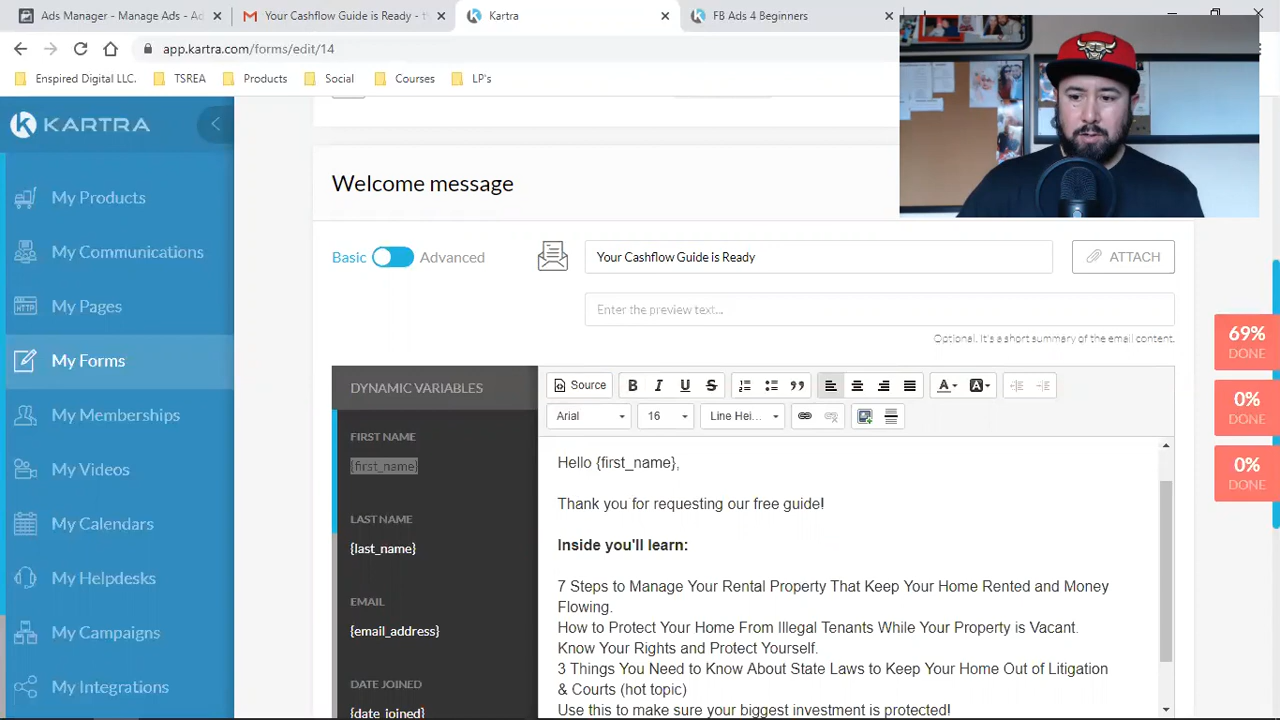 Ads Manager - Manage Ads - Ad
Your Cashflow Guide is Ready - t
Kartra
FB Ads 4 Beginners
app.kartra.com/forms/edit/14
Enspired Digital LLC.
TSREA
Products
Social
Courses
LP's
KARTRA
My Products
My Communications
My Pages
My Forms
My Memberships
My Videos
My Calendars
My Helpdesks
My Campaigns
My Integrations
Welcome message
Basic
Advanced
Your Cashflow Guide is Ready
ATTACH
Enter the preview text...
Optional. It's a short summary of the email content.
69%
DONE
0%
DONE
0%
DONE
DYNAMIC VARIABLES
FIRST NAME
{first_name}
LAST NAME
{last_name}
EMAIL
{email_address}
DATE JOINED
{date_joined}
Source
B I U S
A
A
Arial
16
Line Hei...
Hello {first_name},
Thank you for requesting our free guide!
Inside you'll learn:
7 Steps to Manage Your Rental Property That Keep Your Home Rented and Money
Flowing.
How to Protect Your Home From Illegal Tenants While Your Property is Vacant.
Know Your Rights and Protect Yourself.
3 Things You Need to Know About State Laws to Keep Your Home Out of Litigation
& Courts (hot topic)
Use this to make sure your biggest investment is protected!